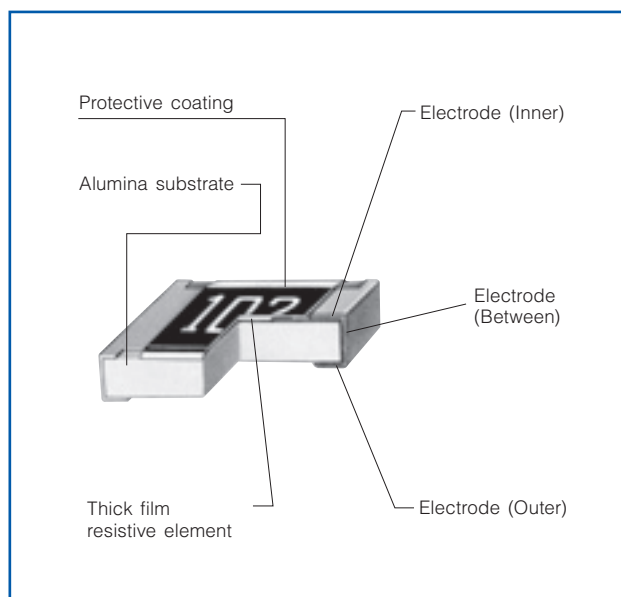 Protective coating
Electrode (Inner)
Alumina substrate
102
Electrode
(Between)
Thick film
resistive element
Electrode (Outer)